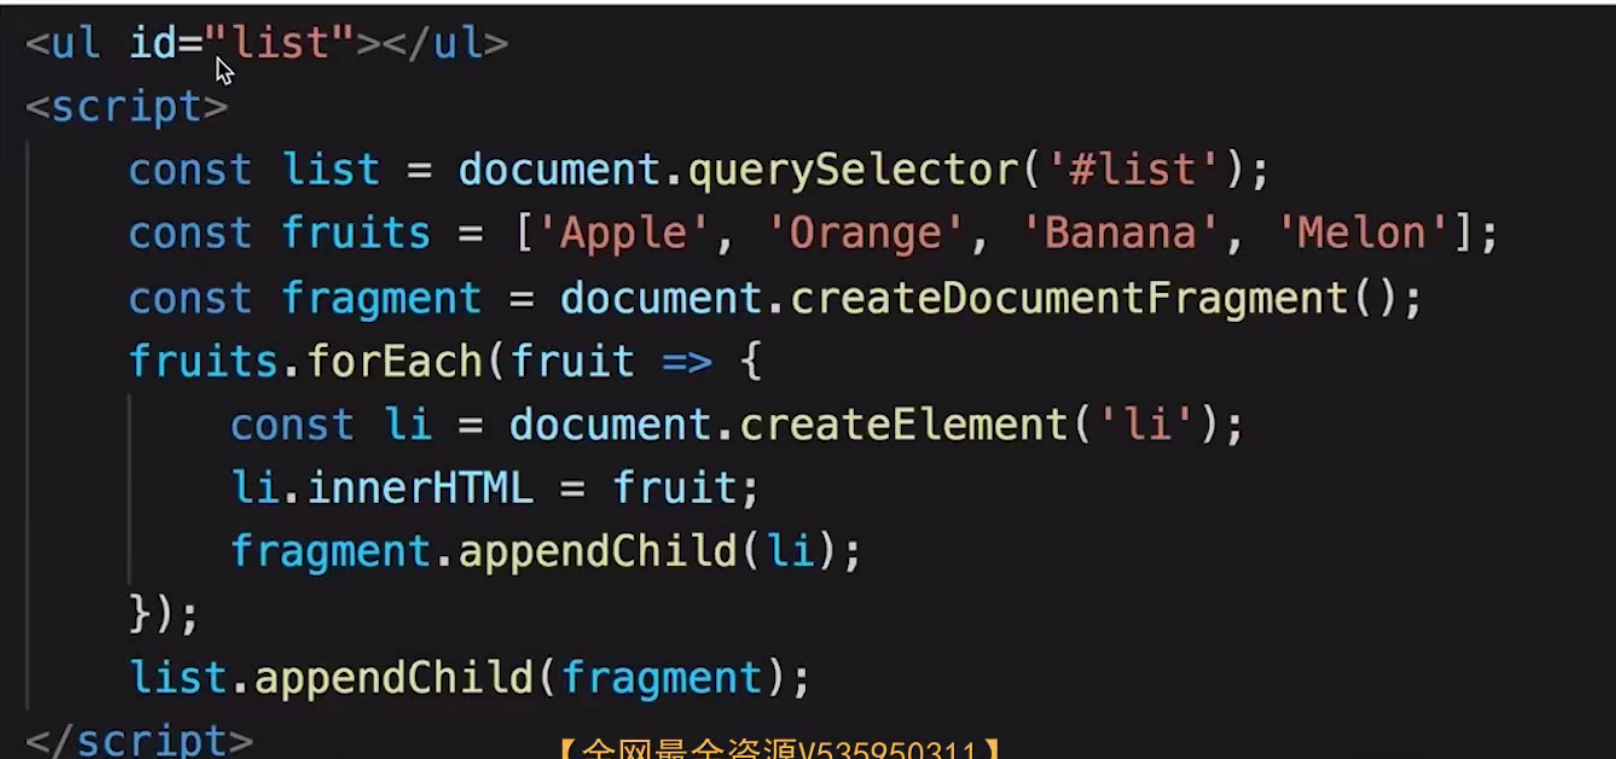 <ul id="list"></ul>
<script>
const list = document.querySelector('#list');
const fruits = ['Apple', 'Orange', 'Banana', 'Melon'];
const fragment = document.createDocumentFragment();
fruits.forEach(fruit => {
const li = document.createElement('li');
li.innerHTML = fruit;
fragment.appendChild(li);
});
list.appendChild(fragment);
</script>
【全网最全资源V535950311】